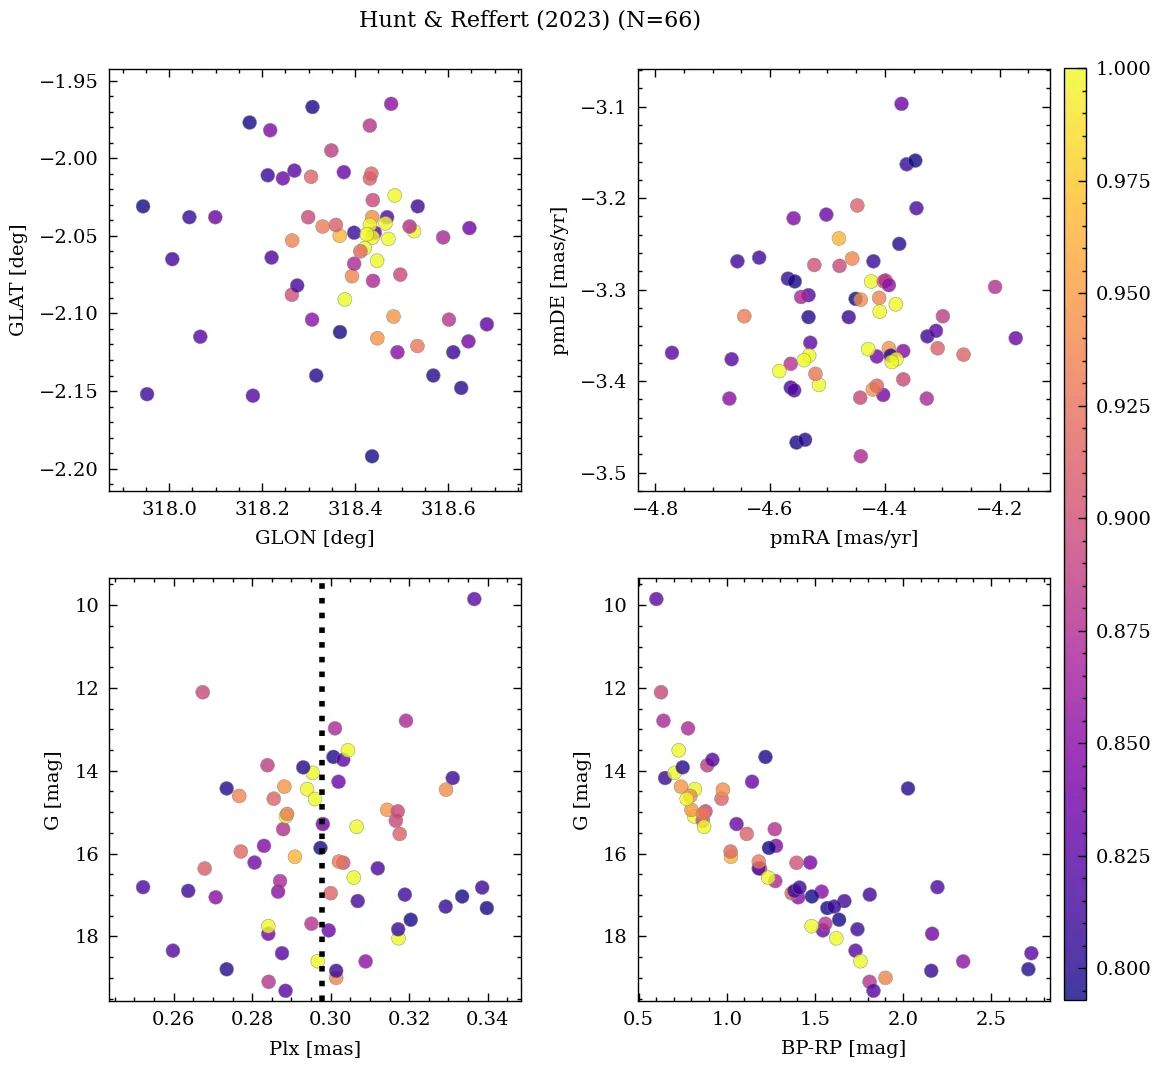 Hunt & Reffert (2023) (N=66)
−1.95
−2.00
−2.05
−2.10
−2.15
−2.20
GLAT [deg]
318.0 318.2 318.4 318.6
GLON [deg]
−3.1
−3.2
−3.3
−3.4
−3.5
pmDE [mas/yr]
−4.8 −4.6 −4.4 −4.2
pmRA [mas/yr]
10
12
14
16
18
G [mag]
0.26 0.28 0.30 0.32 0.34
Plx [mas]
10
12
14
16
18
G [mag]
0.5 1.0 1.5 2.0 2.5
BP-RP [mag]
1.000
0.975
0.950
0.925
0.900
0.875
0.850
0.825
0.800